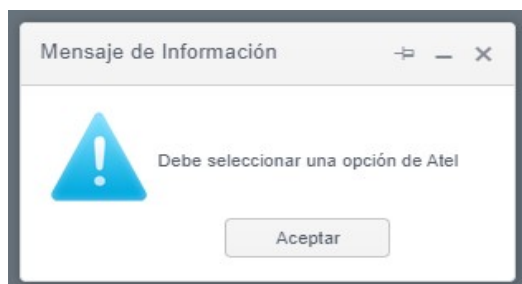 Mensaje de Información
Debe seleccionar una opción de Atel
Aceptar